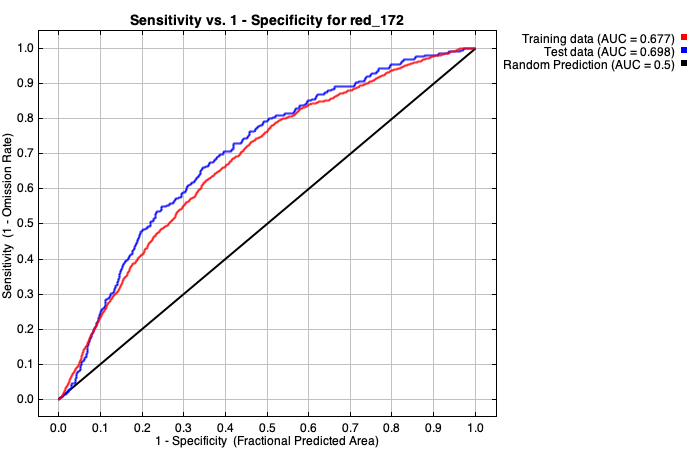 Sensitivity vs. 1 - Specificity for red_172
Training data (AUC = 0.677)
Test data (AUC = 0.698)
Random Prediction (AUC = 0.5)
Sensitivity (1 - Omission Rate)
1.0
0.9
0.8
0.7
0.6
0.5
0.4
0.3
0.2
0.1
0.0
0.0 0.1 0.2 0.3 0.4 0.5 0.6 0.7 0.8 0.9 1.0
1 - Specificity (Fractional Predicted Area)